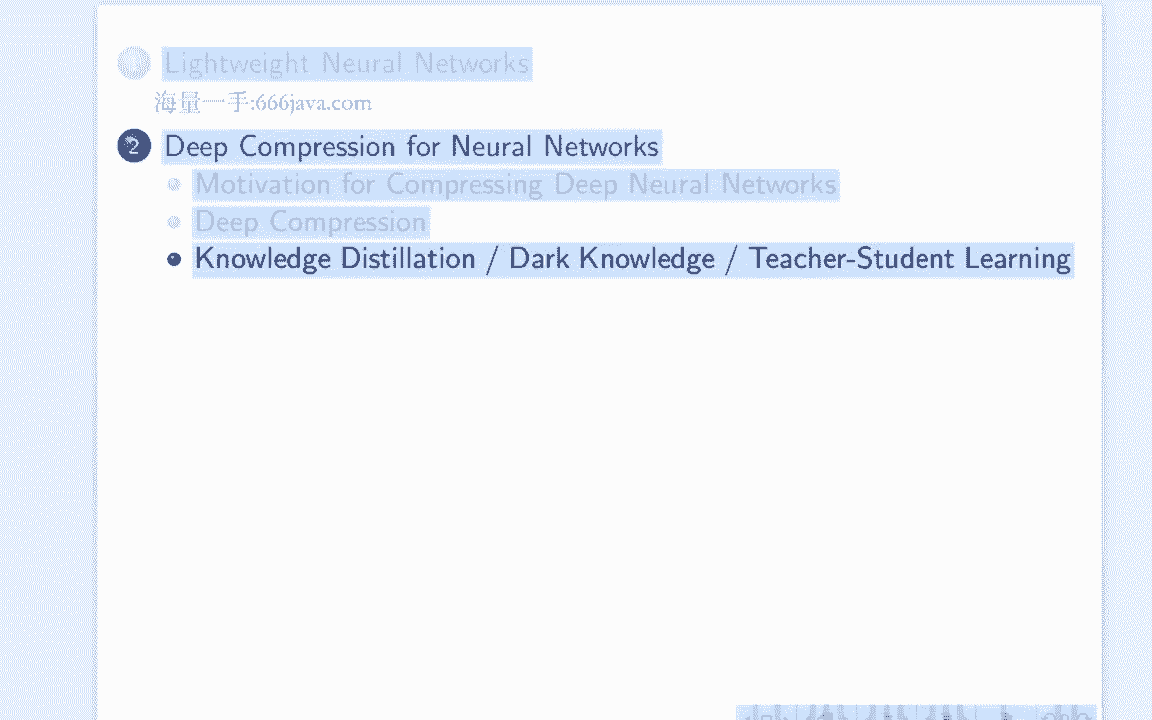 1 Lightweight Neural Networks
海量一手:666java.com
2 Deep Compression for Neural Networks
Motivation for Compressing Deep Neural Networks
Deep Compression
Knowledge Distillation / Dark Knowledge / Teacher-Student Learning